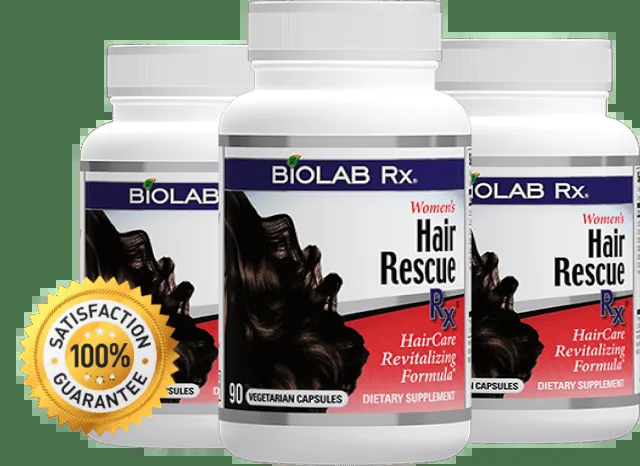 BIOLAB Rx®
Women's
Hair
Rescue
Rx®
HairCare
Revitalizing
Formula*
90 VEGETARIAN CAPSULES
DIETARY SUPPLEMENT
BIOLAB
SULES
D
OLAB Rx®
Women's
Hair
Rescue
Rx®
HairCare
Revitalizing
Formula*
N CAPSULES
DIETARY SUPPLEMENT
SATISFACTION
100%
GUARANTEE